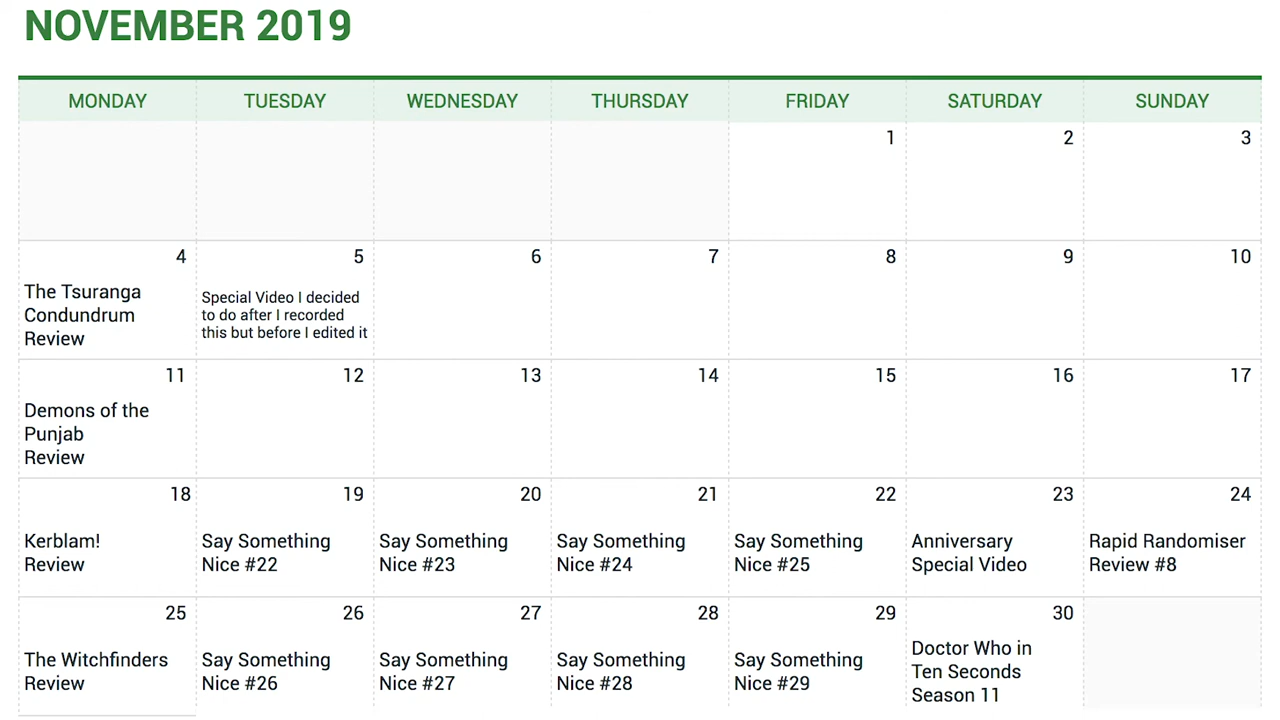 NOVEMBER 2019
MONDAY TUESDAY WEDNESDAY THURSDAY FRIDAY SATURDAY SUNDAY
1 2 3
4 5 6 7 8 9 10
The Tsuranga
Condundrum
Review
Special Video I decided
to do after I recorded
this but before I edited it
11 12 13 14 15 16 17
Demons of the
Punjab
Review
18 19 20 21 22 23 24
Kerblam!
Review
Say Something
Nice #22
Say Something
Nice #23
Say Something
Nice #24
Say Something
Nice #25
Anniversary
Special Video
Rapid Randomiser
Review #8
25 26 27 28 29 30
The Witchfinders
Review
Say Something
Nice #26
Say Something
Nice #27
Say Something
Nice #28
Say Something
Nice #29
Doctor Who in
Ten Seconds
Season 11